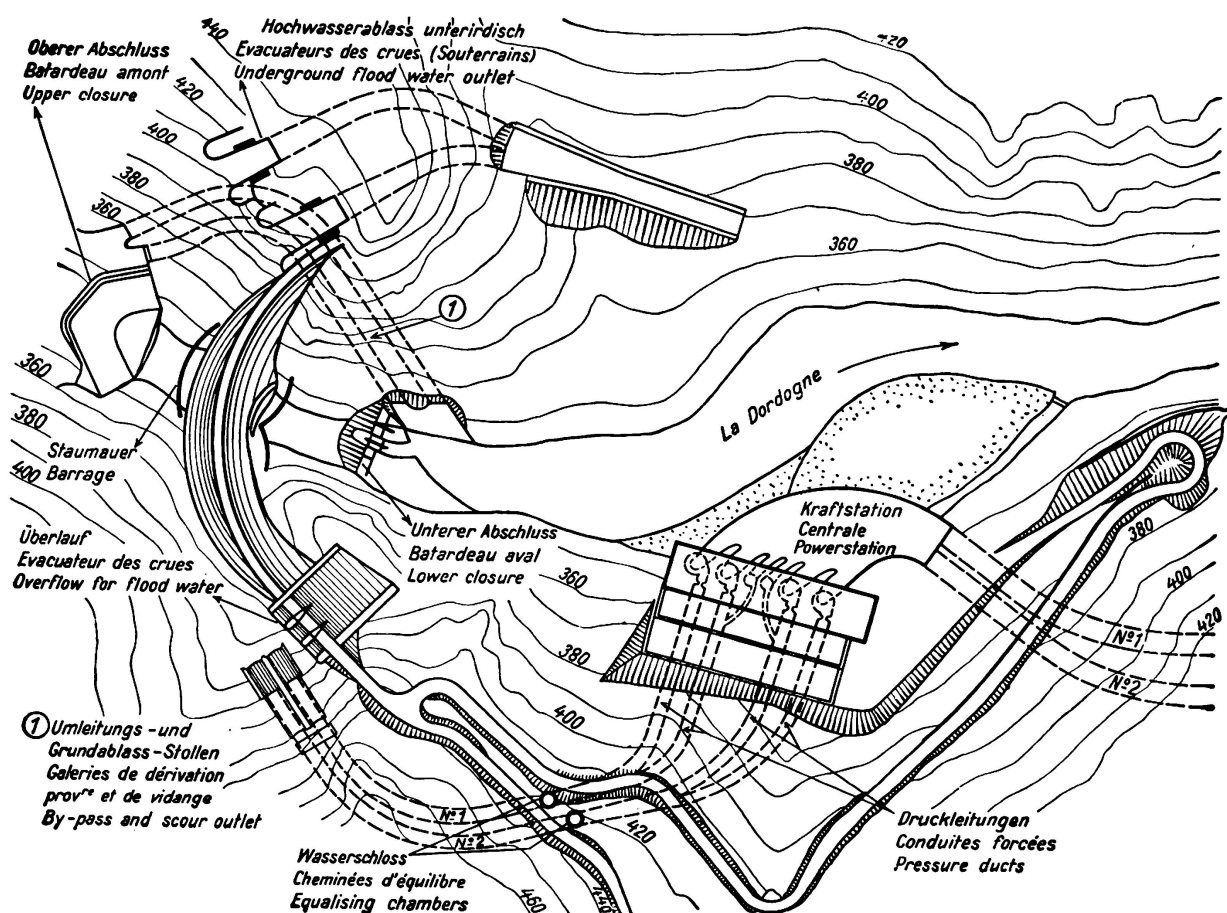 Oberer Abschluss
Batardeau amont
Upper closure
Hochwasserablass unterirdisch
Evacuateurs des crues (Souterrains)
Underground flood water outlet
440
420
400
380
360
420
400
380
360
1
La Dordogne
360
380
400
Staumauer
Barrage
Überlauf
Evacuateur des crues
Overflow for flood water
Unterer Abschluss
Batardeau aval
Lower closure
Kraftstation
Centrale
Powerstation
360
380
400
380
400
420
Nº1
Nº2
1 Umleitungs-und
Grundablass-Stollen
Galeries de dérivation
provre et de vidange
By-pass and scour outlet
Nº1
Nº2
420
Wasserschloss
Cheminées d'équilibre
Equalising chambers
460
440
Druckleitungen
Conduites forcées
Pressure ducts